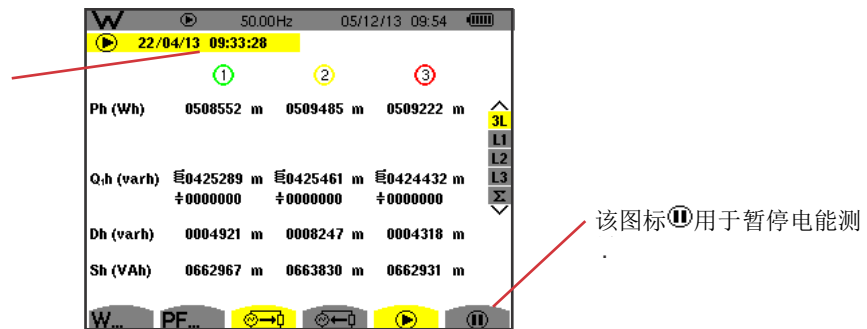 W 50.00Hz 05/12/13 09:54
22/04/13 09:33:28
1 2 3
Ph (Wh) 0508552 m 0509485 m 0509222 m
3L
L1
L2
Q₁h (varh) 0425289 m 0425461 m 0424432 m
L3
÷0000000 ÷0000000 ÷0000000
Σ
Dh (varh) 0004921 m 0008247 m 0004318 m
Sh (VAh) 0662967 m 0663830 m 0662931 m
W... PF...
该图标⏸用于暂停电能测
.